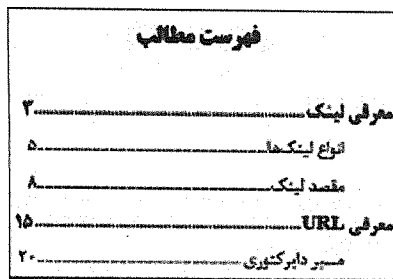 فهرست مطالب
معرفی لینک ۳
انواع لینک‌ها ۵
مقصد لینک ۸
معرفی URL ۱۵
مسیر دایرکتوری ۲۰